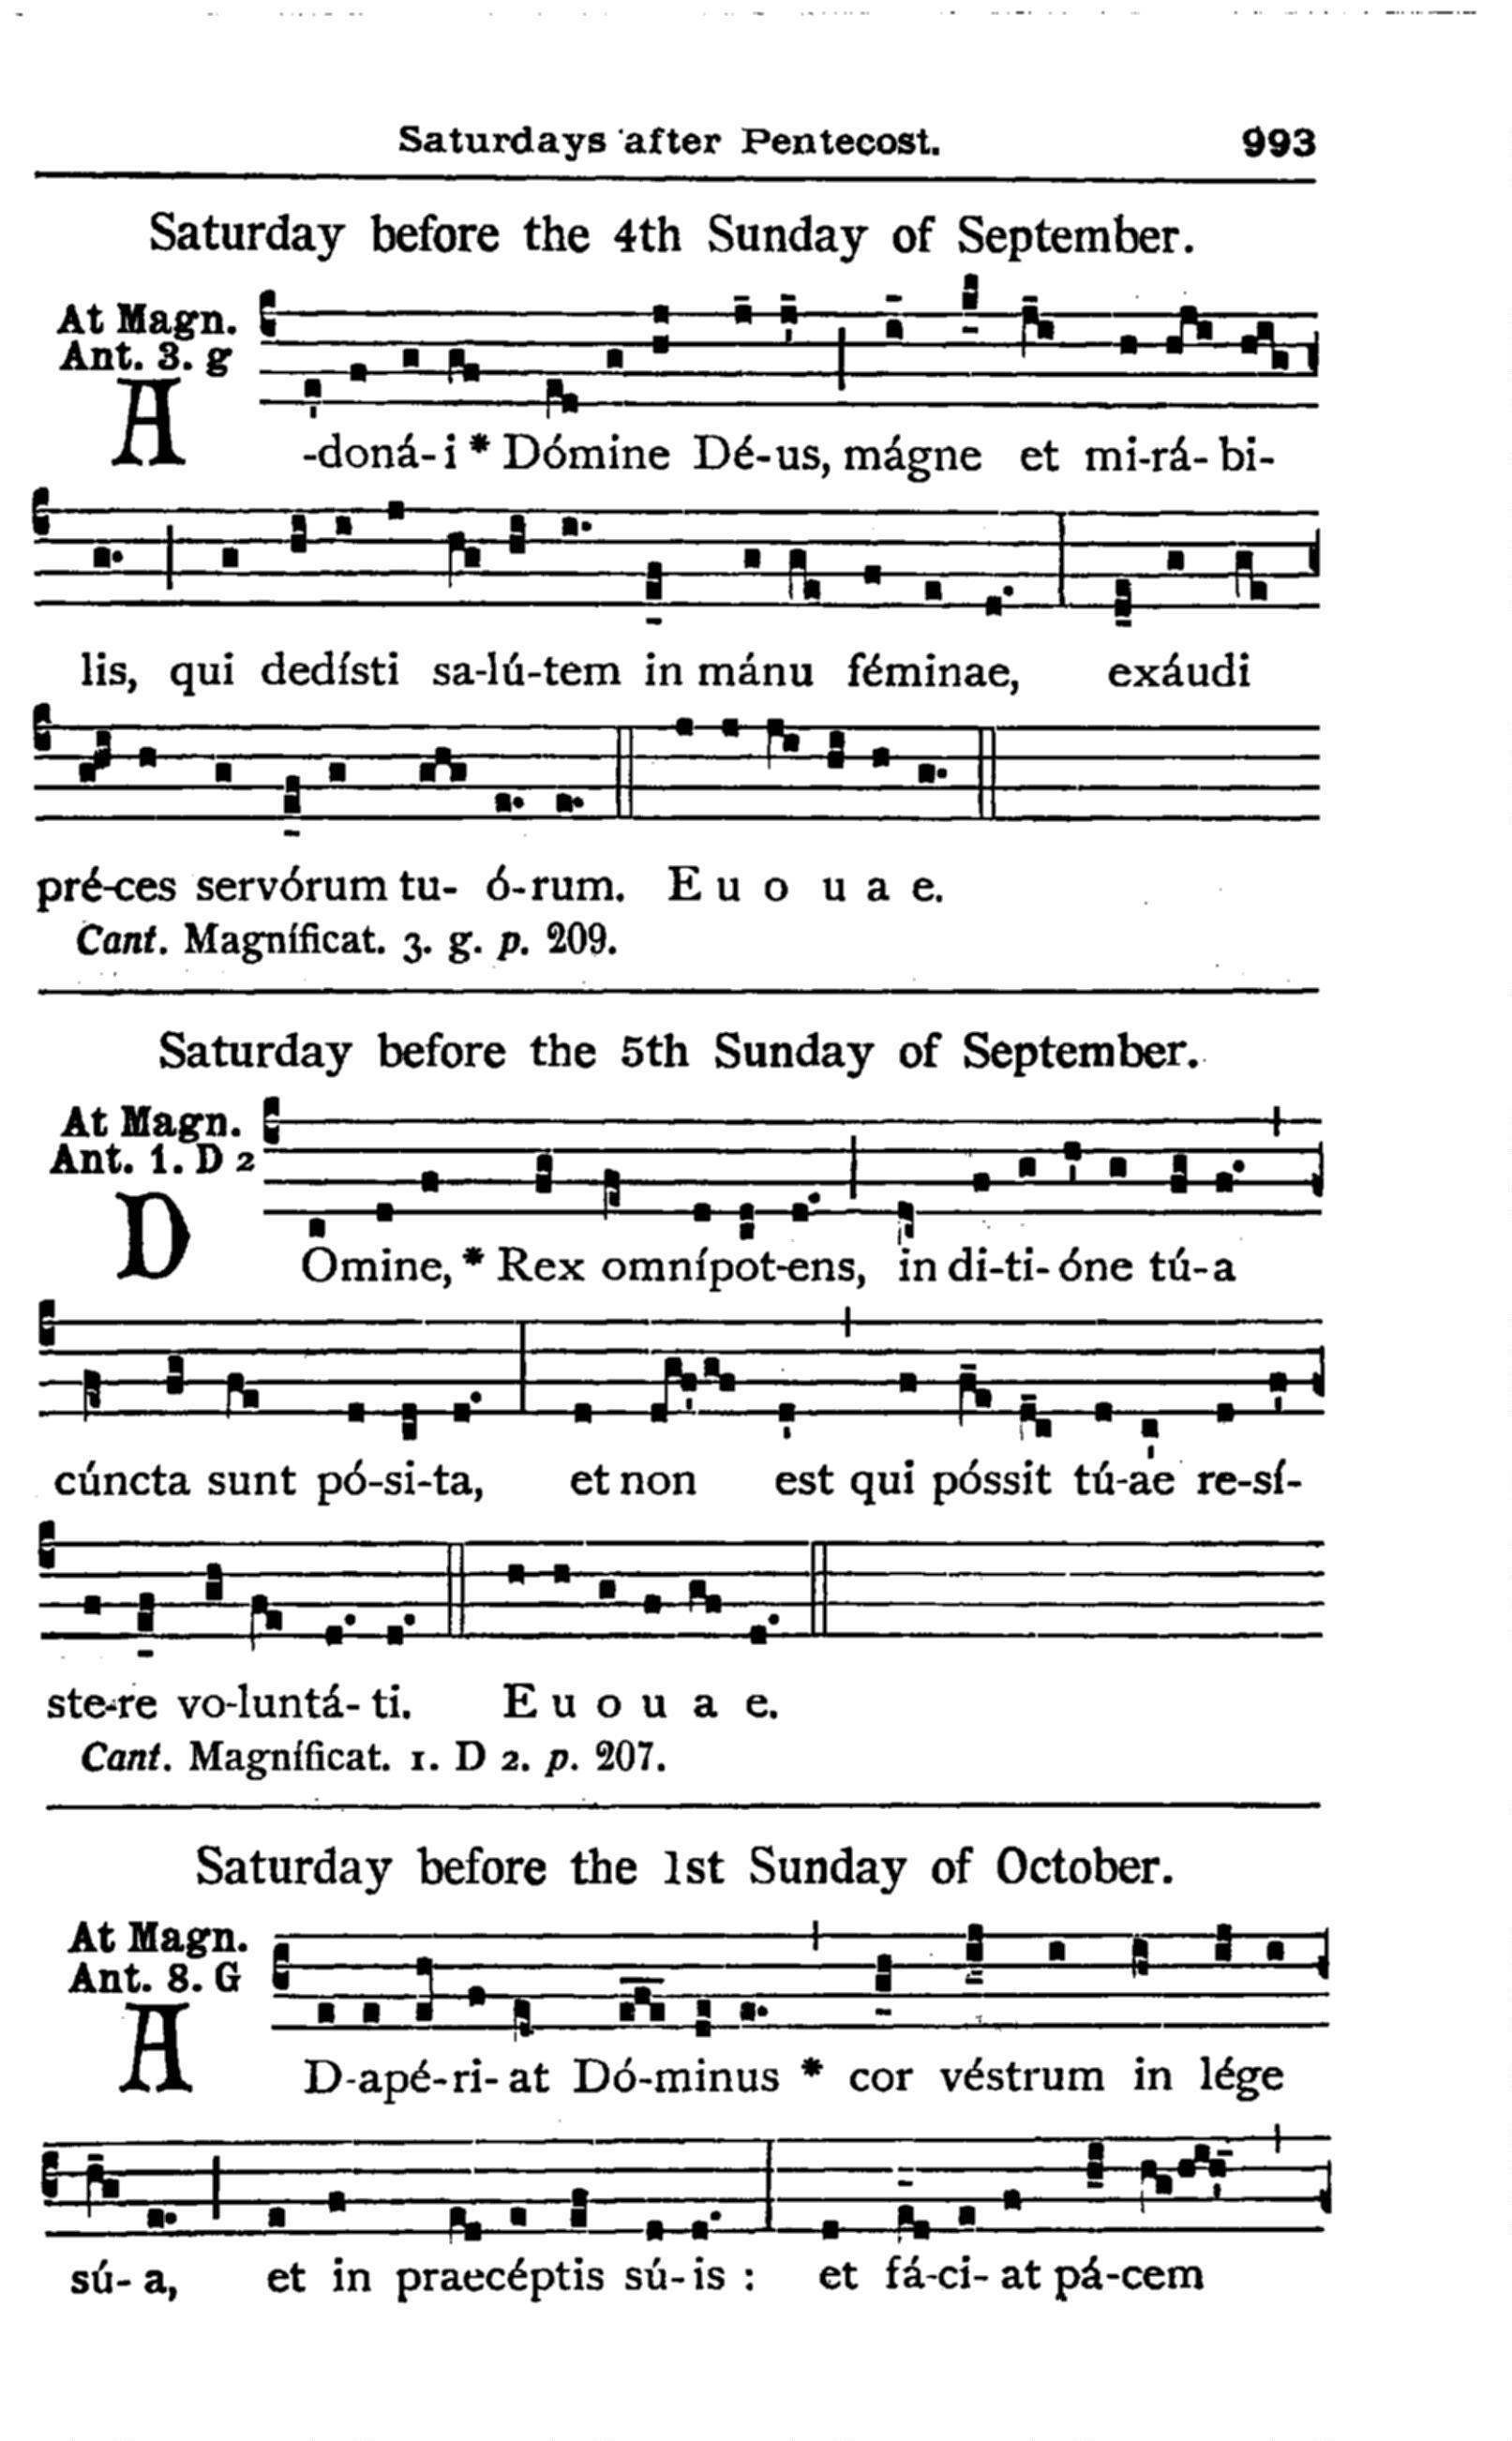 Saturdays after Pentecost. 993
Saturday before the 4th Sunday of September.
At Magn.
Ant. 3. g
A-doná-i * Dómine Dé-us, mágne et mi-rá-bi-
lis, qui dedísti sa-lú-tem in mánu féminae, exáudi
pré-ces servórum tu- ó-rum. E u o u a e.
Cant. Magníficat. 3. g. p. 209.
Saturday before the 5th Sunday of September.
At Magn.
Ant. 1. D 2
DOmine, * Rex omnípot-ens, in di-ti-óne tú-a
cúncta sunt pó-si-ta, et non est qui póssit tú-ae re-sí-
ste-re vo-luntá-ti. E u o u a e.
Cant. Magníficat. 1. D 2. p. 207.
Saturday before the 1st Sunday of October.
At Magn.
Ant. 8. G
AD-apé-ri-at Dó-minus * cor véstrum in lége
sú-a, et in praecéptis sú-is : et fá-ci-at pá-cem